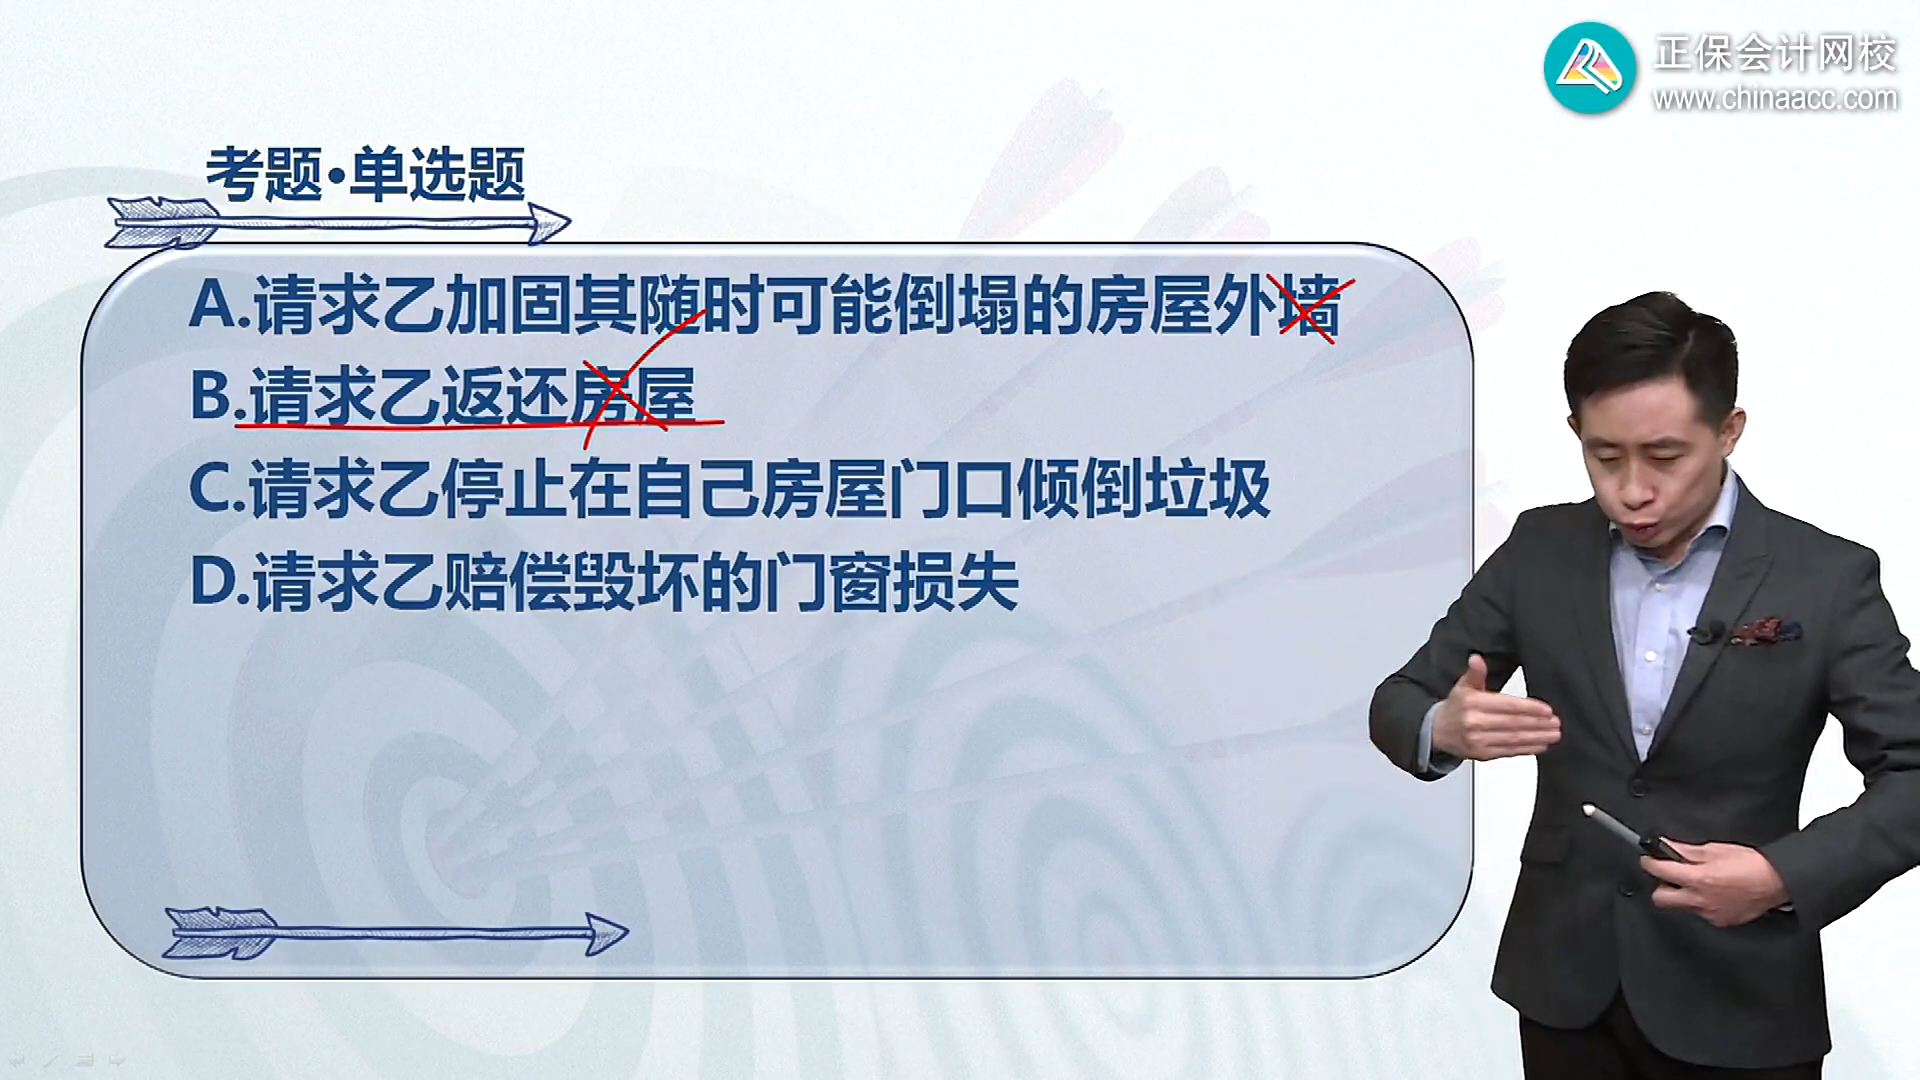 正保会计网校
www.chinaacc.com
考题·单选题
A.请求乙加固其随时可能倒塌的房屋外墙
B.请求乙返还房屋
C.请求乙停止在自己房屋门口倾倒垃圾
D.请求乙赔偿毁坏的门窗损失